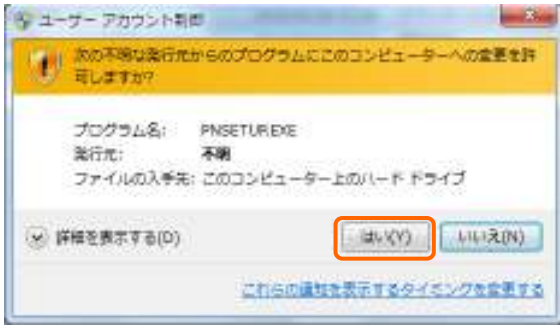 ユーザー アカウント制御
次の不明な発行元からのプログラムにこのコンピューターへの変更を許
可しますか?
プログラム名: PNSETUP.EXE
発行元: 不明
ファイルの入手先: このコンピューター上のハード ドライブ
詳細を表示する(D)
はい(Y)
いいえ(N)
これらの通知を表示するタイミングを変更する